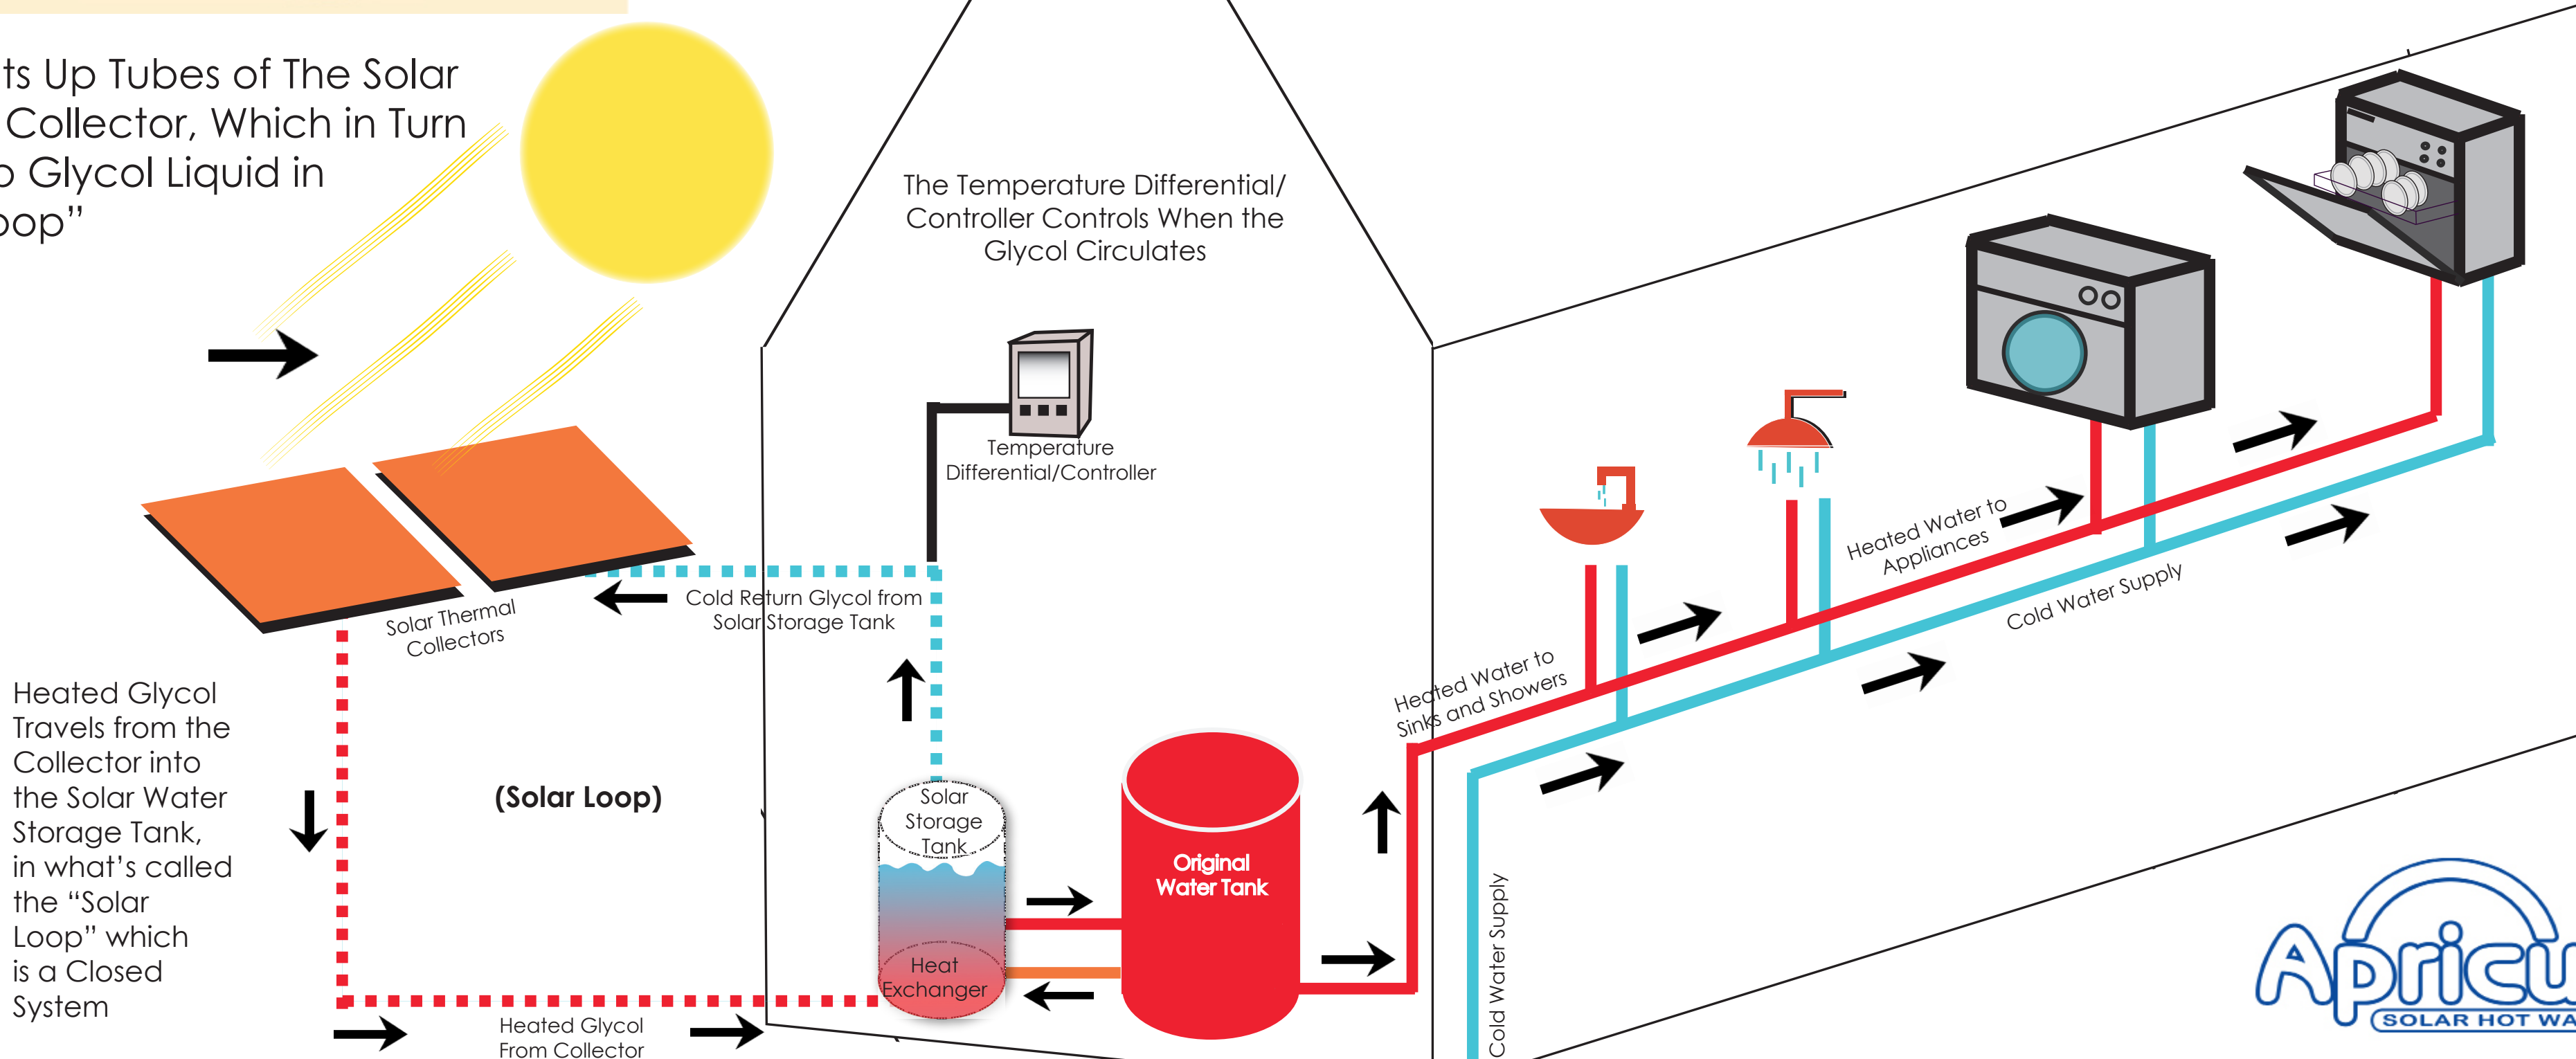 ts Up Tubes of The Solar
Collector, Which in Turn
o Glycol Liquid in
oop”
The Temperature Differential/
Controller Controls When the
Glycol Circulates
Temperature
Differential/Controller
Solar Thermal
Collectors
Cold Return Glycol from
Solar Storage Tank
Heated Glycol
Travels from the
Collector into
the Solar Water
Storage Tank,
in what’s called
the “Solar
Loop” which
is a Closed
System
(Solar Loop)
Heated Glycol
From Collector
Solar
Storage
Tank
Heat
Exchanger
Original
Water Tank
Heated Water to
Sinks and Showers
Heated Water to
Appliances
Cold Water Supply
Cold Water Supply
Apricu
SOLAR HOT WA